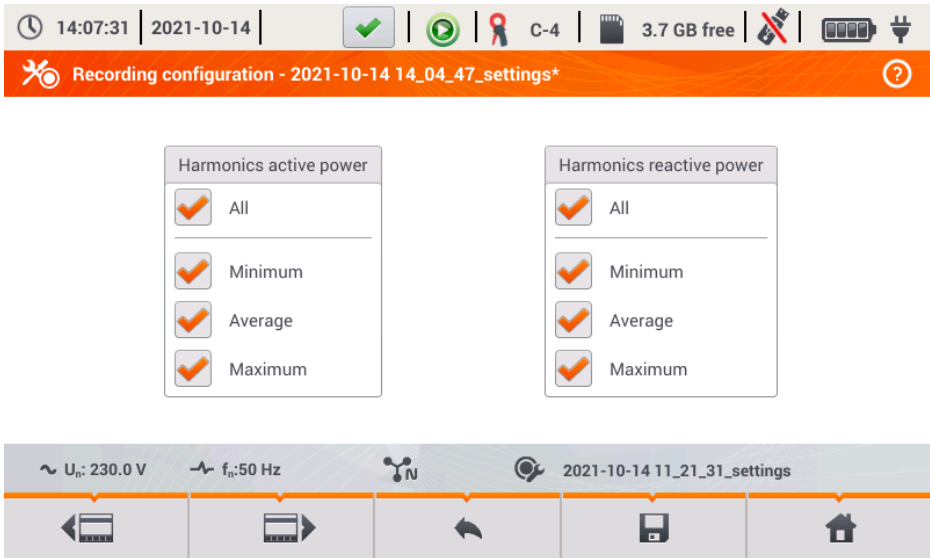 14:07:31 2021-10-14 C-4 3.7 GB free
Recording configuration - 2021-10-14 14_04_47_settings* ?
Harmonics active power
All
Minimum
Average
Maximum
Harmonics reactive power
All
Minimum
Average
Maximum
Un: 230.0 V fn:50 Hz N 2021-10-14 11_21_31_settings